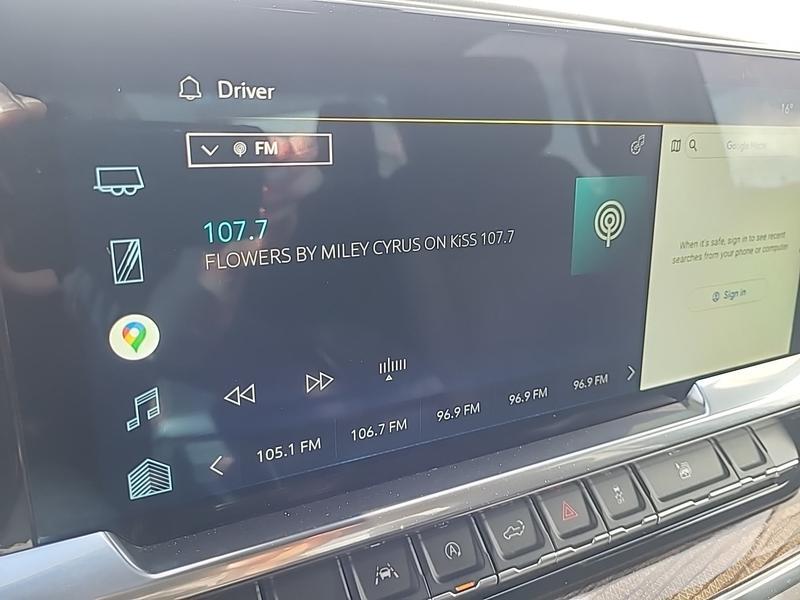 Driver
16°
FM
Google Maps
107.7
FLOWERS BY MILEY CYRUS ON KiSS 107.7
When it's safe, sign in to see recent
searches from your phone or computer
Sign in
105.1 FM
106.7 FM
96.9 FM
96.9 FM
96.9 FM
A